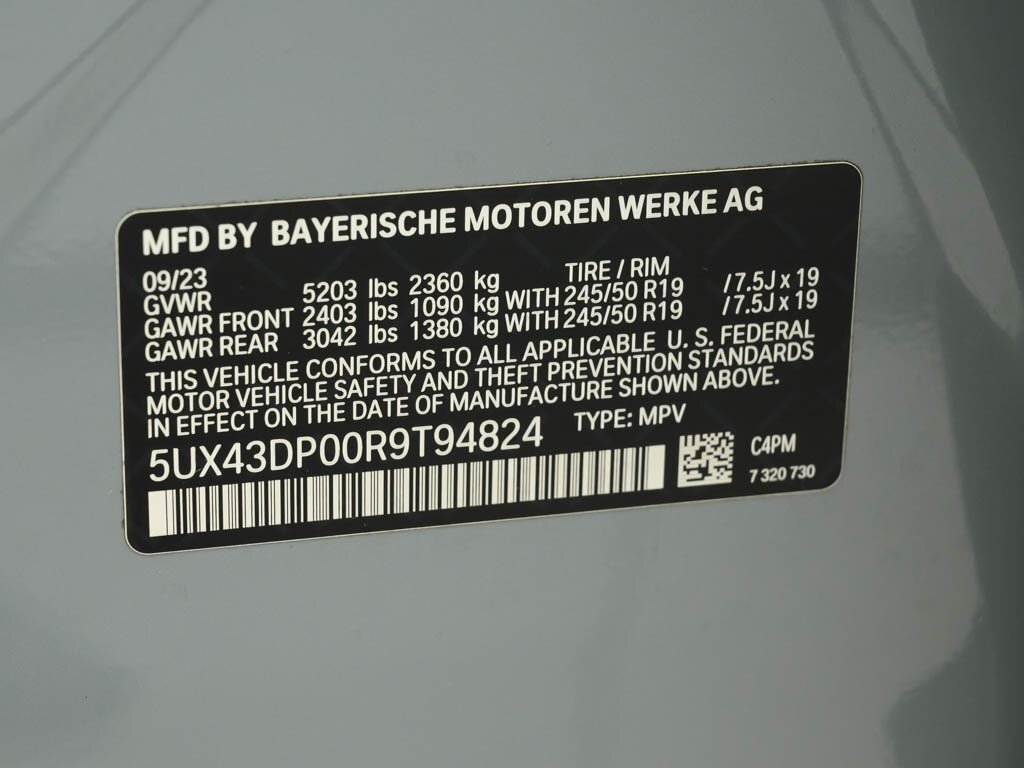 MFD BY BAYERISCHE MOTOREN WERKE AG
09/23 TIRE / RIM
GVWR 5203 lbs 2360 kg
GAWR FRONT 2403 lbs 1090 kg WITH 245/50 R19 /7.5J x 19
GAWR REAR 3042 lbs 1380 kg WITH 245/50 R19 /7.5J x 19
THIS VEHICLE CONFORMS TO ALL APPLICABLE U. S. FEDERAL
MOTOR VEHICLE SAFETY AND THEFT PREVENTION STANDARDS
IN EFFECT ON THE DATE OF MANUFACTURE SHOWN ABOVE.
5UX43DP00R9T94824 TYPE: MPV
C4PM
7 320 730